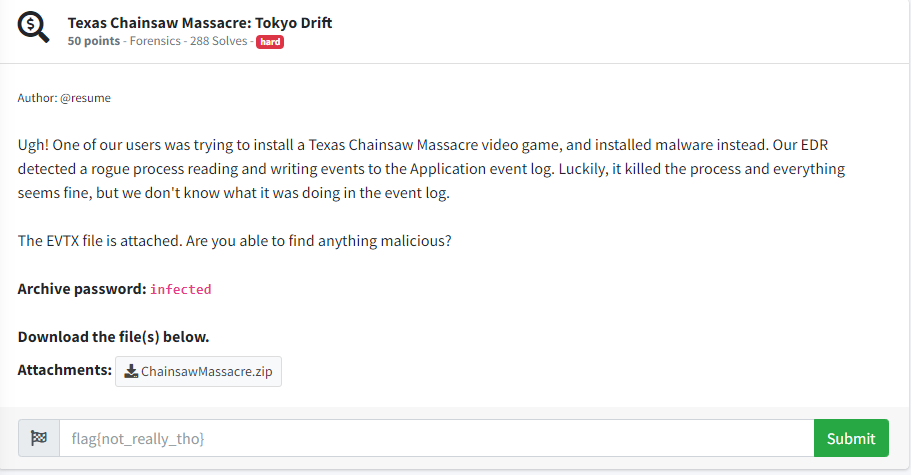 Texas Chainsaw Massacre: Tokyo Drift
50 points - Forensics - 288 Solves - hard
Author: @resume
Ugh! One of our users was trying to install a Texas Chainsaw Massacre video game, and installed malware instead. Our EDR
detected a rogue process reading and writing events to the Application event log. Luckily, it killed the process and everything
seems fine, but we don't know what it was doing in the event log.
The EVTX file is attached. Are you able to find anything malicious?
Archive password: infected
Download the file(s) below.
Attachments: ChainsawMassacre.zip
flag{not_really_tho} Submit